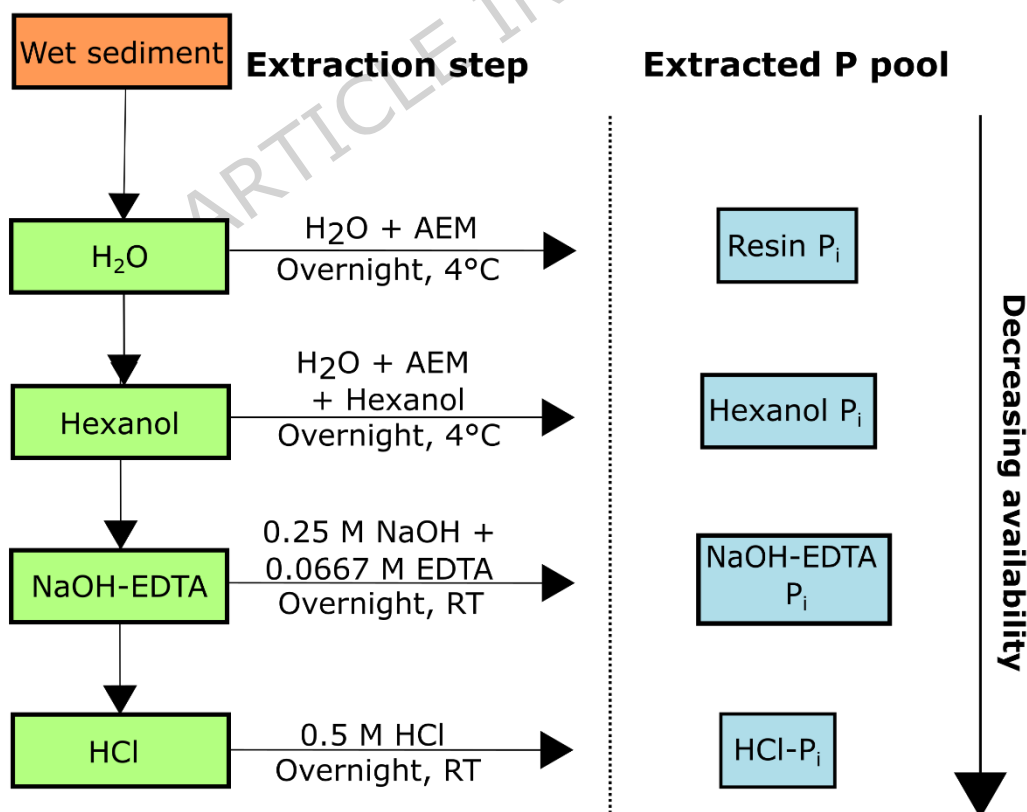 Wet sediment
Extraction step
Extracted P pool
ARTICLE IN
H₂O
H₂O + AEM
Overnight, 4°C
Resin Pᵢ
Hexanol
H₂O + AEM
+ Hexanol
Overnight, 4°C
Hexanol Pᵢ
NaOH-EDTA
0.25 M NaOH +
0.0667 M EDTA
Overnight, RT
NaOH-EDTA
Pᵢ
HCl
0.5 M HCl
Overnight, RT
HCl-Pᵢ
Decreasing availability